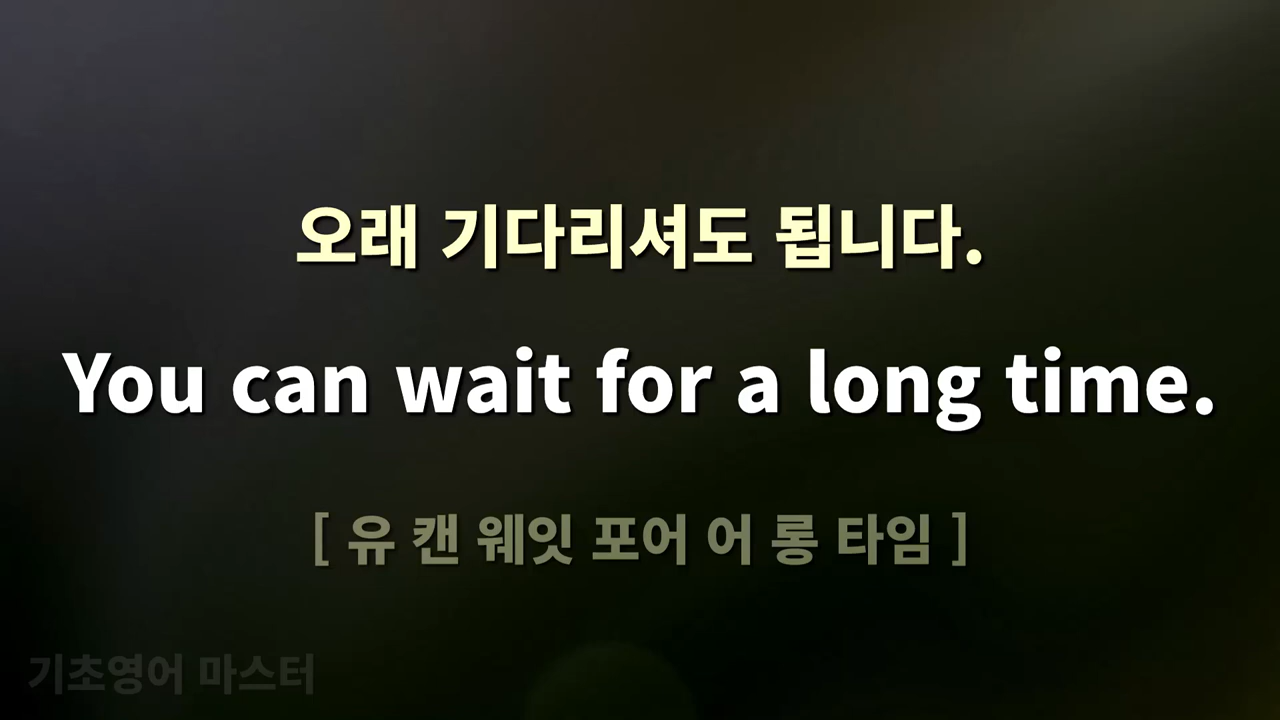 오래 기다리셔도 됩니다.
You can wait for a long time.
[ 유 캔 웨잇 포어 어 롱 타임 ]
기초영어 마스터